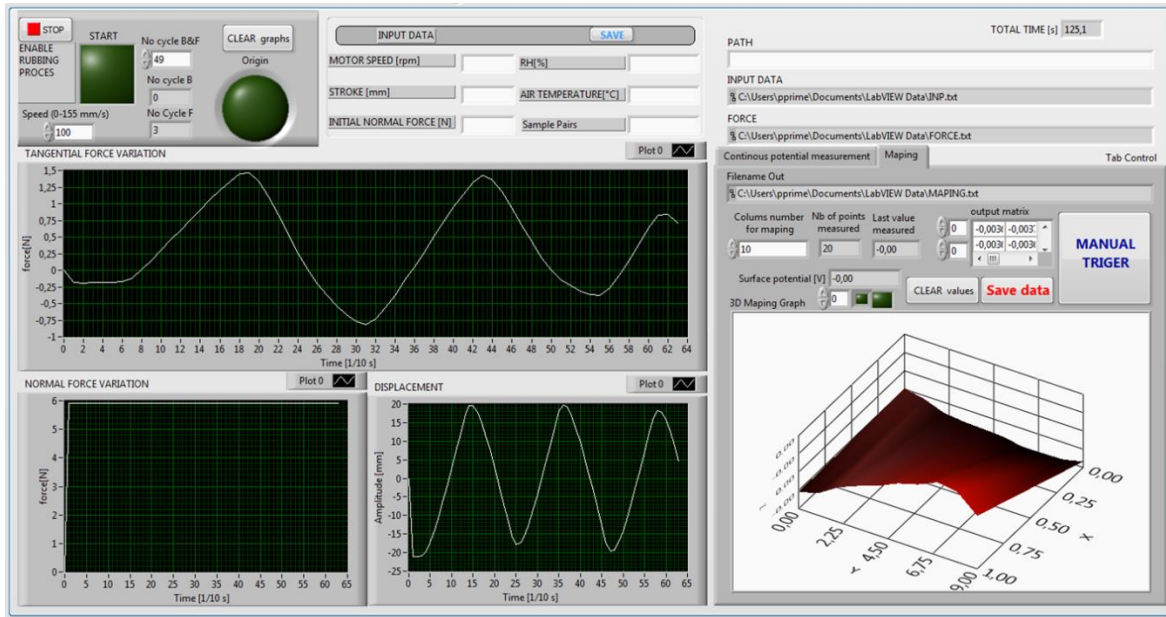 STOP
ENABLE
RUBBING
PROCES
START
No cycle B&F
49
No cycle B
0
No Cycle F
3
Speed (0-155 mm/s)
100
CLEAR graphs
Origin
INPUT DATA
SAVE
MOTOR SPEED [rpm]
RH[%]
STROKE [mm]
AIR TEMPERATURE[°C]
INITIAL NORMAL FORCE [N]
Sample Pairs
TOTAL TIME [s] 125,1
PATH
INPUT DATA
C:\Users\pprime\Documents\LabVIEW Data\INP.txt
FORCE
C:\Users\pprime\Documents\LabVIEW Data\FORCE.txt
TANGENTIAL FORCE VARIATION
Plot 0
1,5
1,25
1
0,75
0,5
0,25
0
-0,25
-0,5
-0,75
-1
force[N]
0 2 4 6 8 10 12 14 16 18 20 22 24 26 28 30 32 34 36 38 40 42 44 46 48 50 52 54 56 58 60 62 64
Time [1/10 s]
NORMAL FORCE VARIATION
Plot 0
6
5
4
3
2
1
0
force[N]
0 5 10 15 20 25 30 35 40 45 50 55 60 65
Time [1/10 s]
DISPLACEMENT
Plot 0
20
15
10
5
0
-5
-10
-15
-20
-25
Amplitude [mm]
0 5 10 15 20 25 30 35 40 45 50 55 60 65
Time [1/10 s]
Continous potential measurement
Maping
Tab Control
Filename Out
C:\Users\pprime\Documents\LabVIEW Data\MAPING.txt
Colums number
for maping
10
Nb of points
measured
20
Last value
measured
-0,00
output matrix
0
0
MANUAL
TRIGER
Surface potential [V] -0,00
CLEAR values
Save data
3D Maping Graph
0
0,00
0,00
-0,00
-0,00
0,00
2,25
4,50
6,75
9,00
Y
0,00
0,25
0,50
0,75
1,00
X